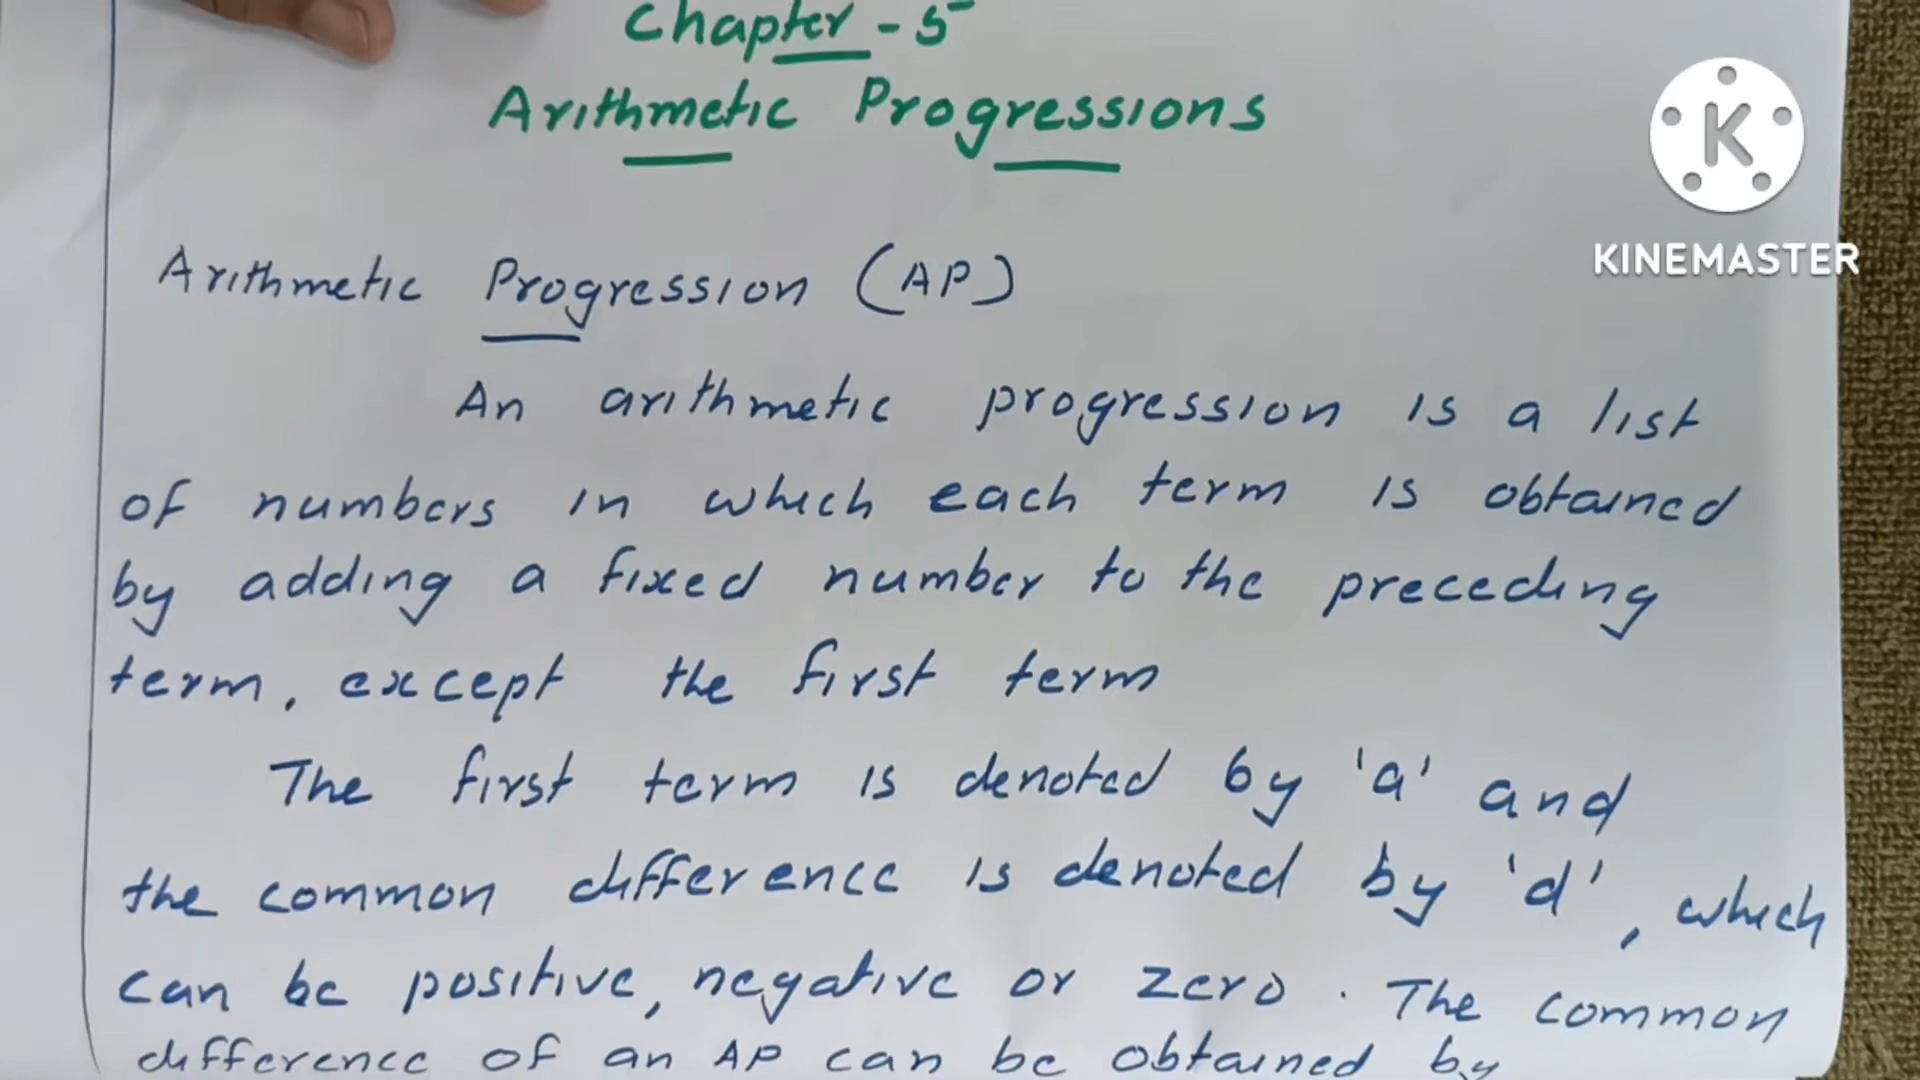 Chapter - 5
Arithmetic Progressions
K
KINEMASTER
Arithmetic Progression (AP)
An arithmetic progression is a list
of numbers in which each term is obtained
by adding a fixed number to the preceding
term, except the first term
The first term is denoted by 'a' and
the common difference is denoted by 'd', which
can be positive, negative or zero. The common
difference of an AP can be obtained by